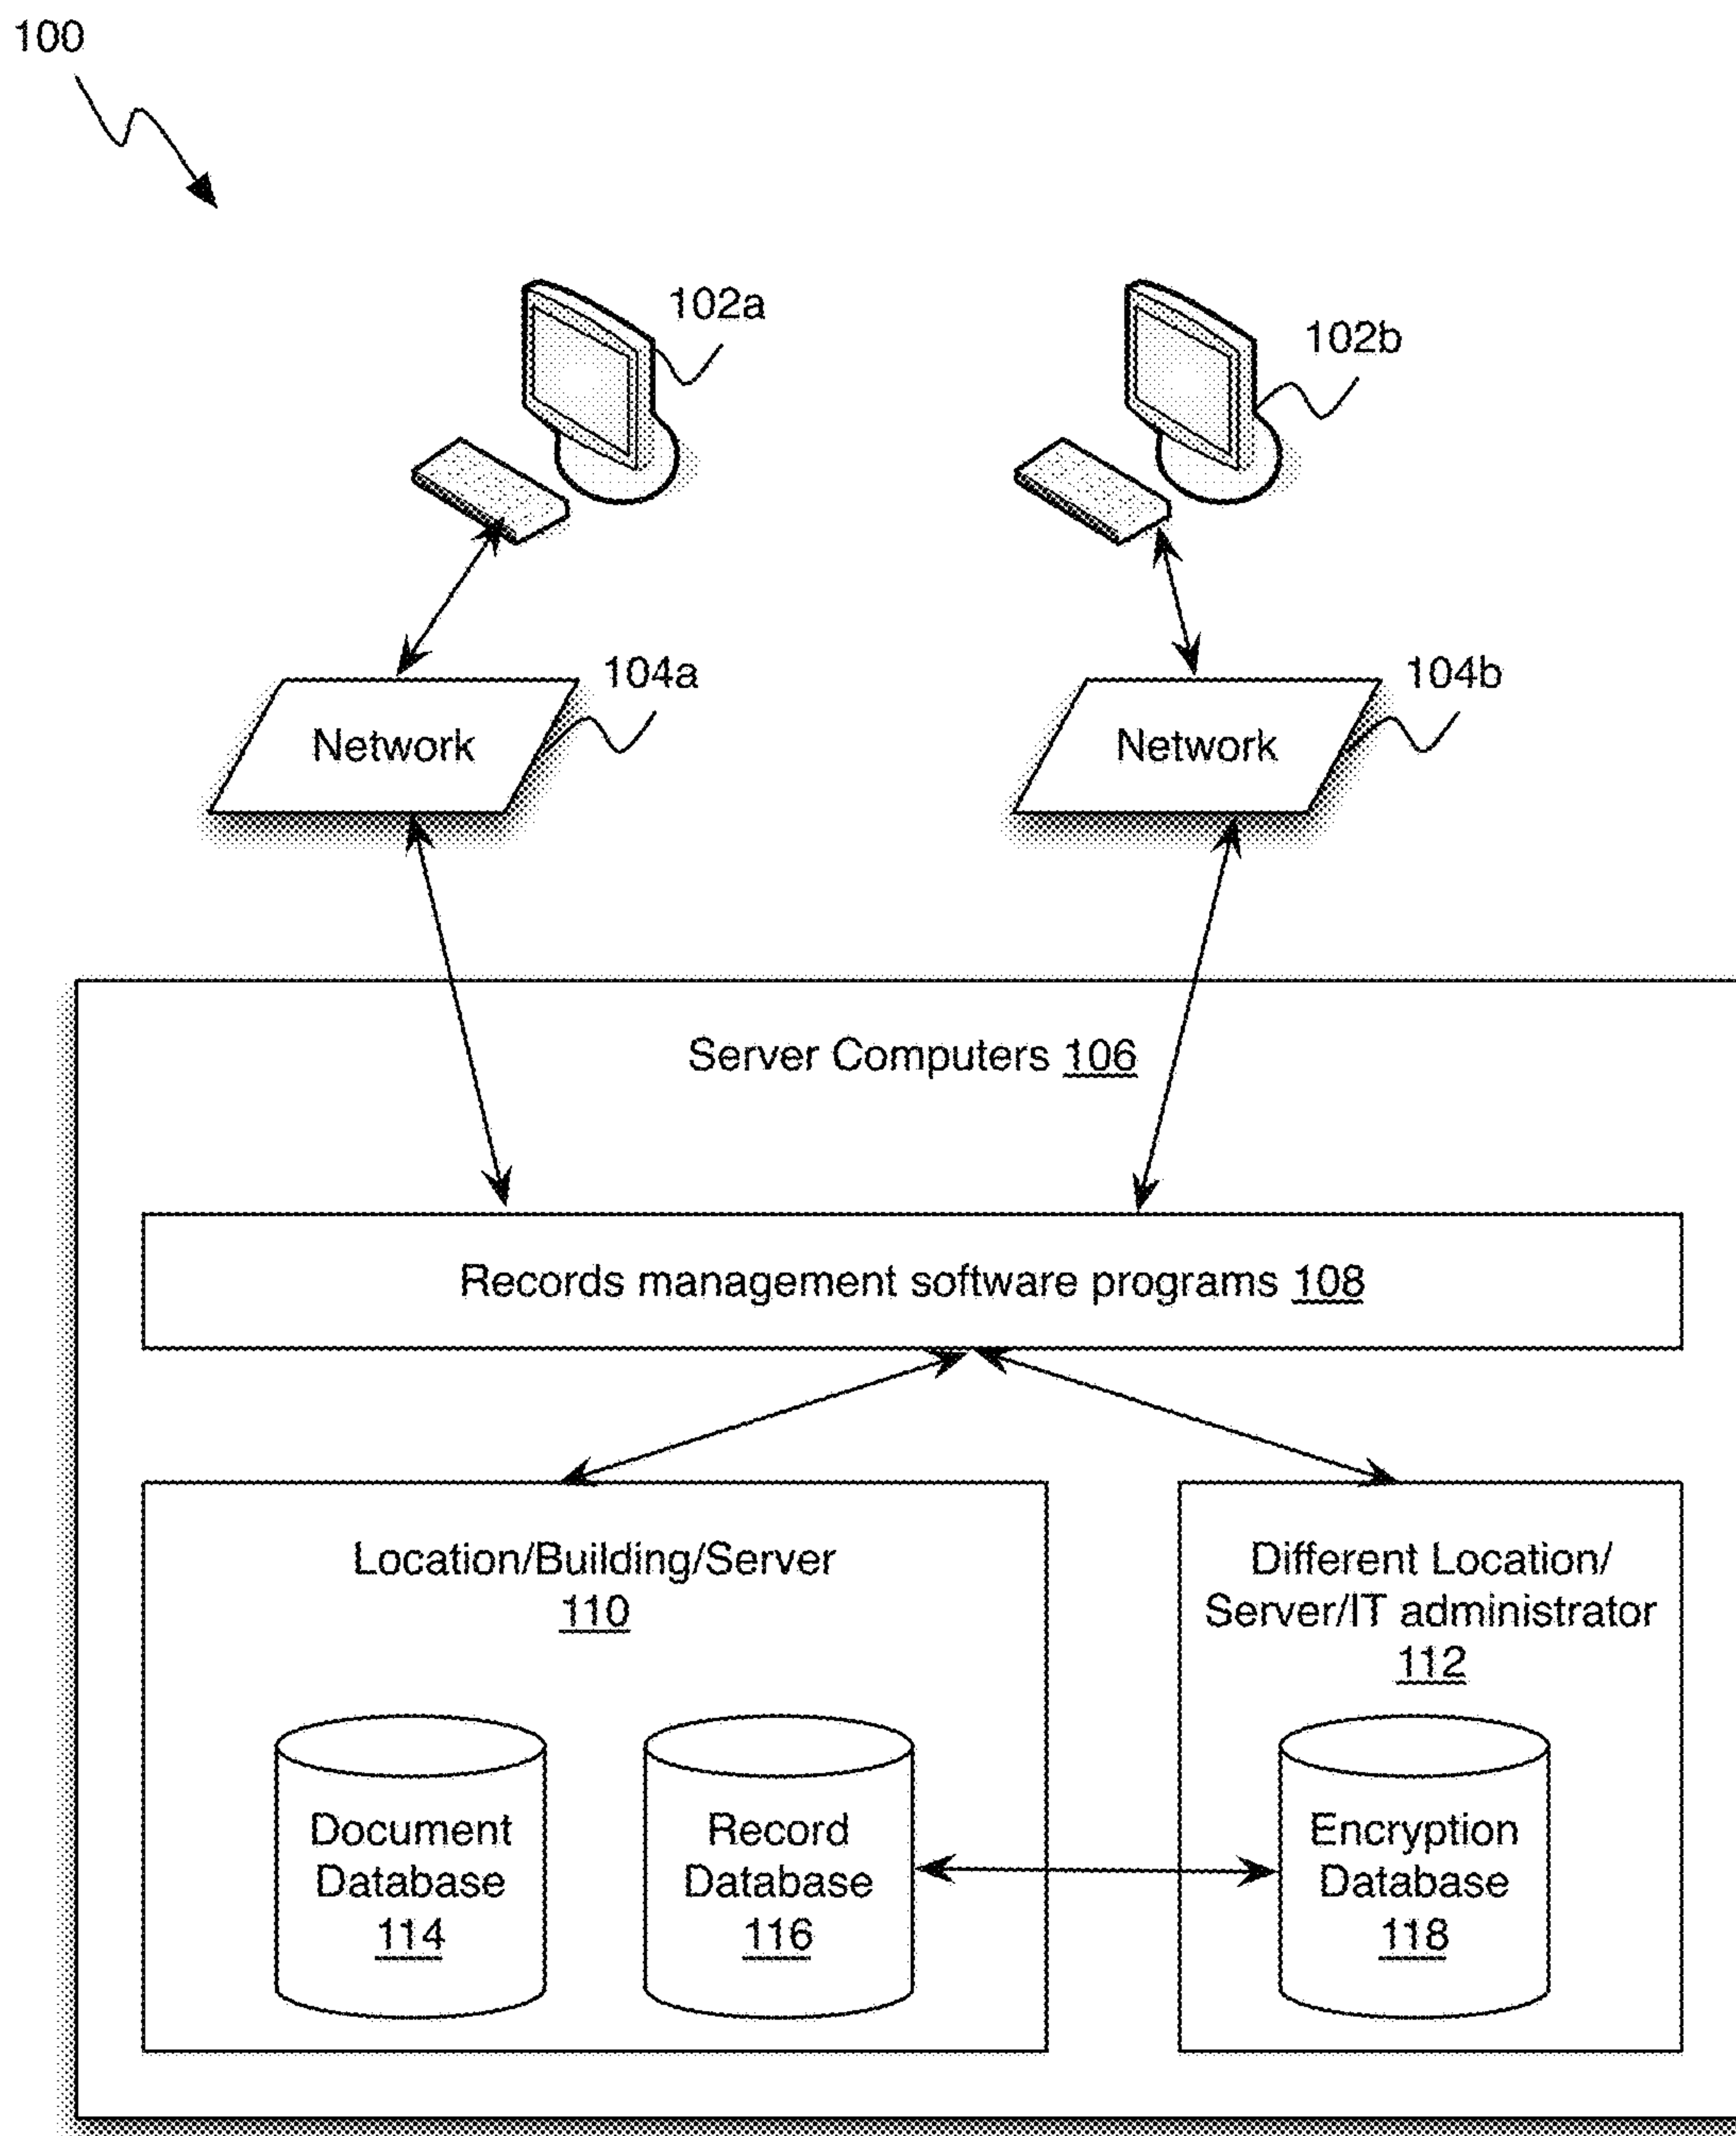 100
102a
102b
104a
104b
Network
Network
Server Computers 106
Records management software programs 108
Location/Building/Server
110
Different Location/
Server/IT administrator
112
Document
Database
114
Record
Database
116
Encryption
Database
118